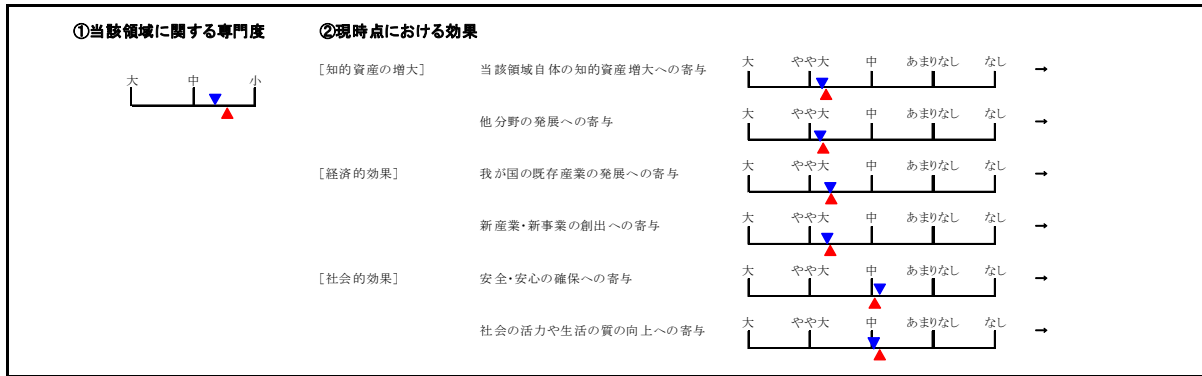 ①当該領域に関する専門度 ②現時点における効果
大 中 小
[知的資産の増大] 当該領域自体の知的資産増大への寄与 大 やや大 中 あまりなし なし →
他分野の発展への寄与 大 やや大 中 あまりなし なし →
[経済的効果] 我が国の既存産業の発展への寄与 大 やや大 中 あまりなし なし →
新産業・新事業の創出への寄与 大 やや大 中 あまりなし なし →
[社会的効果] 安全・安心の確保への寄与 大 やや大 中 あまりなし なし →
社会の活力や生活の質の向上への寄与 大 やや大 中 あまりなし なし →